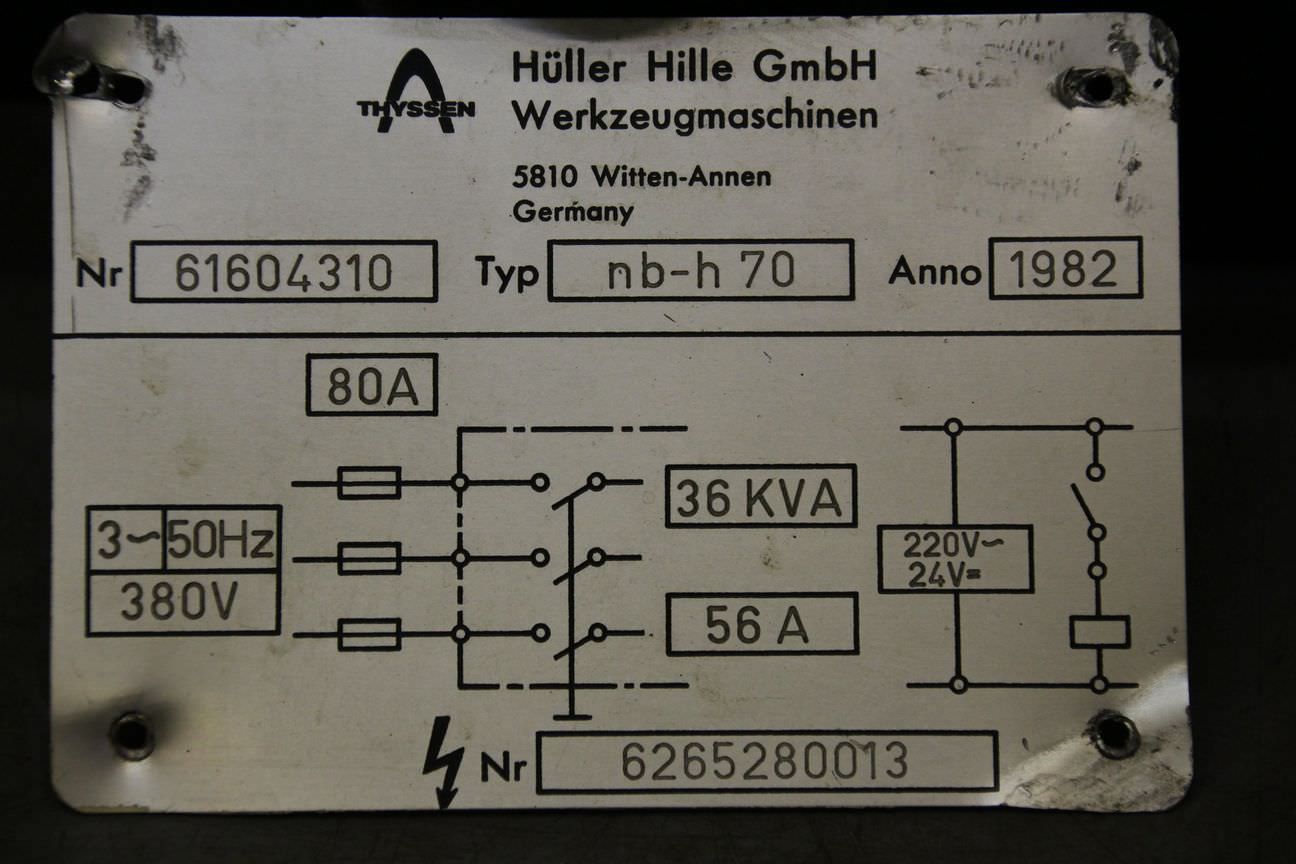 THYSSEN
Hüller Hille GmbH
Werkzeugmaschinen
5810 Witten-Annen
Germany
Nr 61604310 Typ nb-h 70 Anno 1982
80A
3~ 50Hz
380V
36 KVA
56 A
220V~
24V=
Nr 6265280013